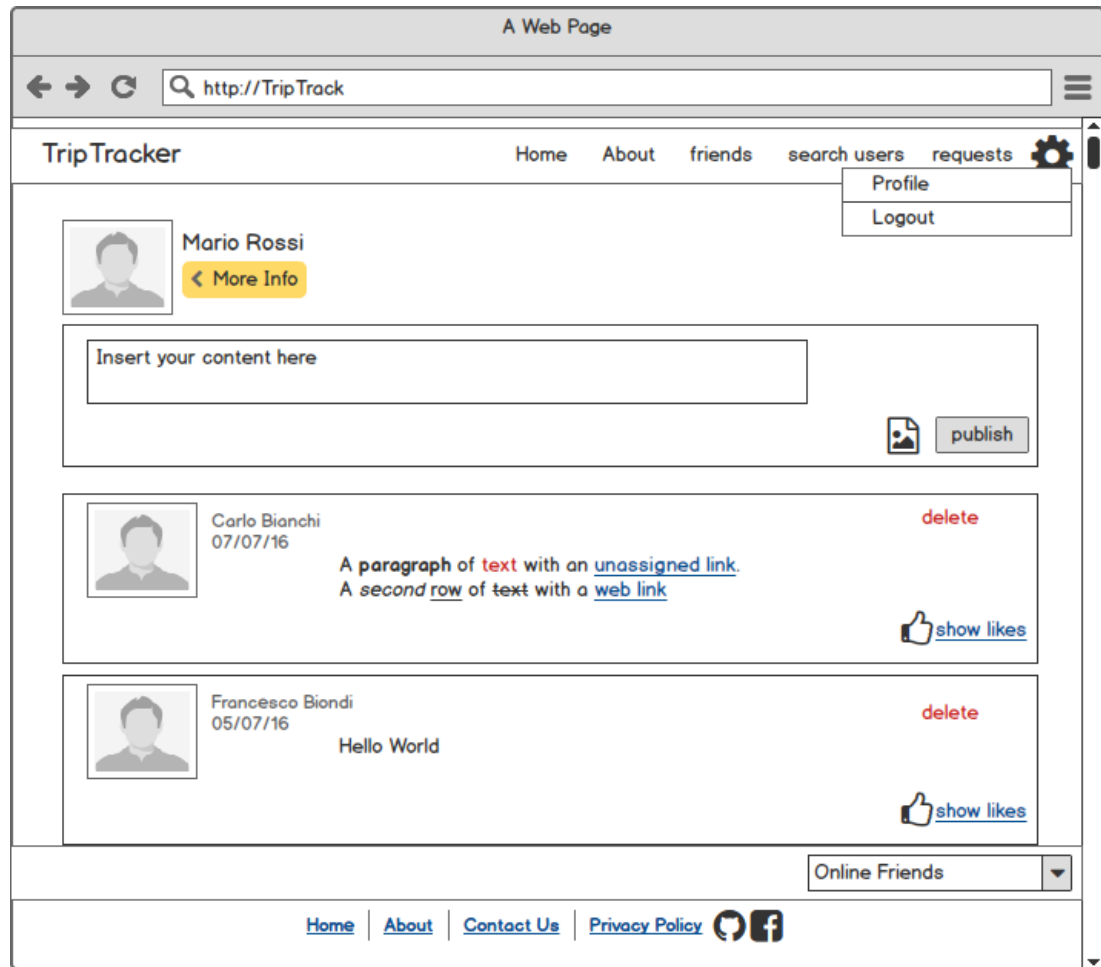 A Web Page
http://TripTrack
TripTracker Home About friends search users requests
Profile
Logout
Mario Rossi
More Info
Insert your content here
publish
Carlo Bianchi
07/07/16
delete
A paragraph of text with an unassigned link.
A second row of text with a web link
show likes
Francesco Biondi
05/07/16
delete
Hello World
show likes
Online Friends
Home About Contact Us Privacy Policy